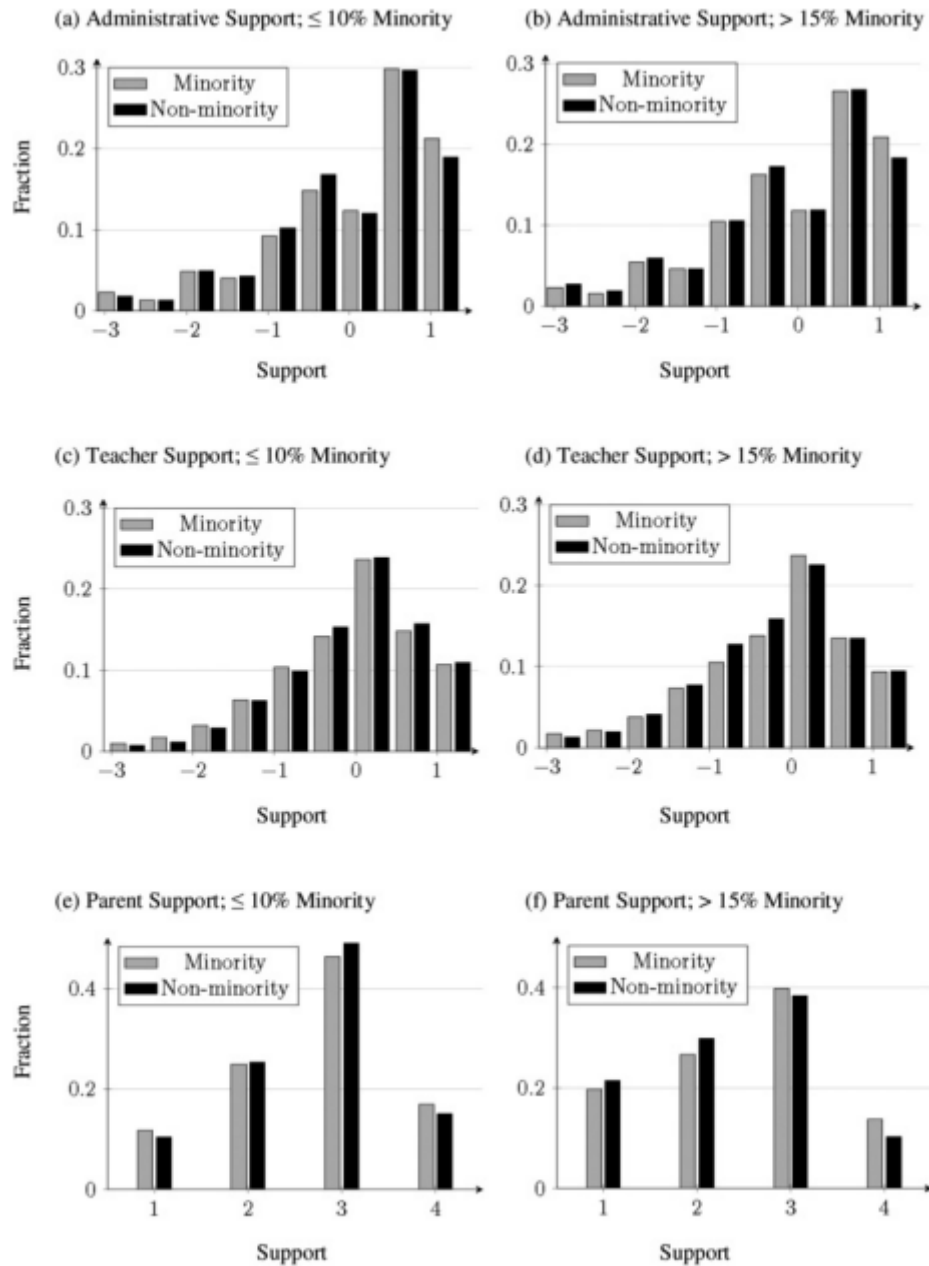 (a) Administrative Support; ≤ 10% Minority
0.3
Minority
Non-minority
0.2
Fraction
0.1
0
−3 −2 −1 0 1
Support
(b) Administrative Support; > 15% Minority
0.3
Minority
Non-minority
0.2
0.1
0
−3 −2 −1 0 1
Support
(c) Teacher Support; ≤ 10% Minority
0.3
Minority
Non-minority
0.2
Fraction
0.1
0
−3 −2 −1 0 1
Support
(d) Teacher Support; > 15% Minority
0.3
Minority
Non-minority
0.2
0.1
0
−3 −2 −1 0 1
Support
(e) Parent Support; ≤ 10% Minority
Minority
Non-minority
0.4
Fraction
0.2
0
1 2 3 4
Support
(f) Parent Support; > 15% Minority
Minority
Non-minority
0.4
0.2
0
1 2 3 4
Support